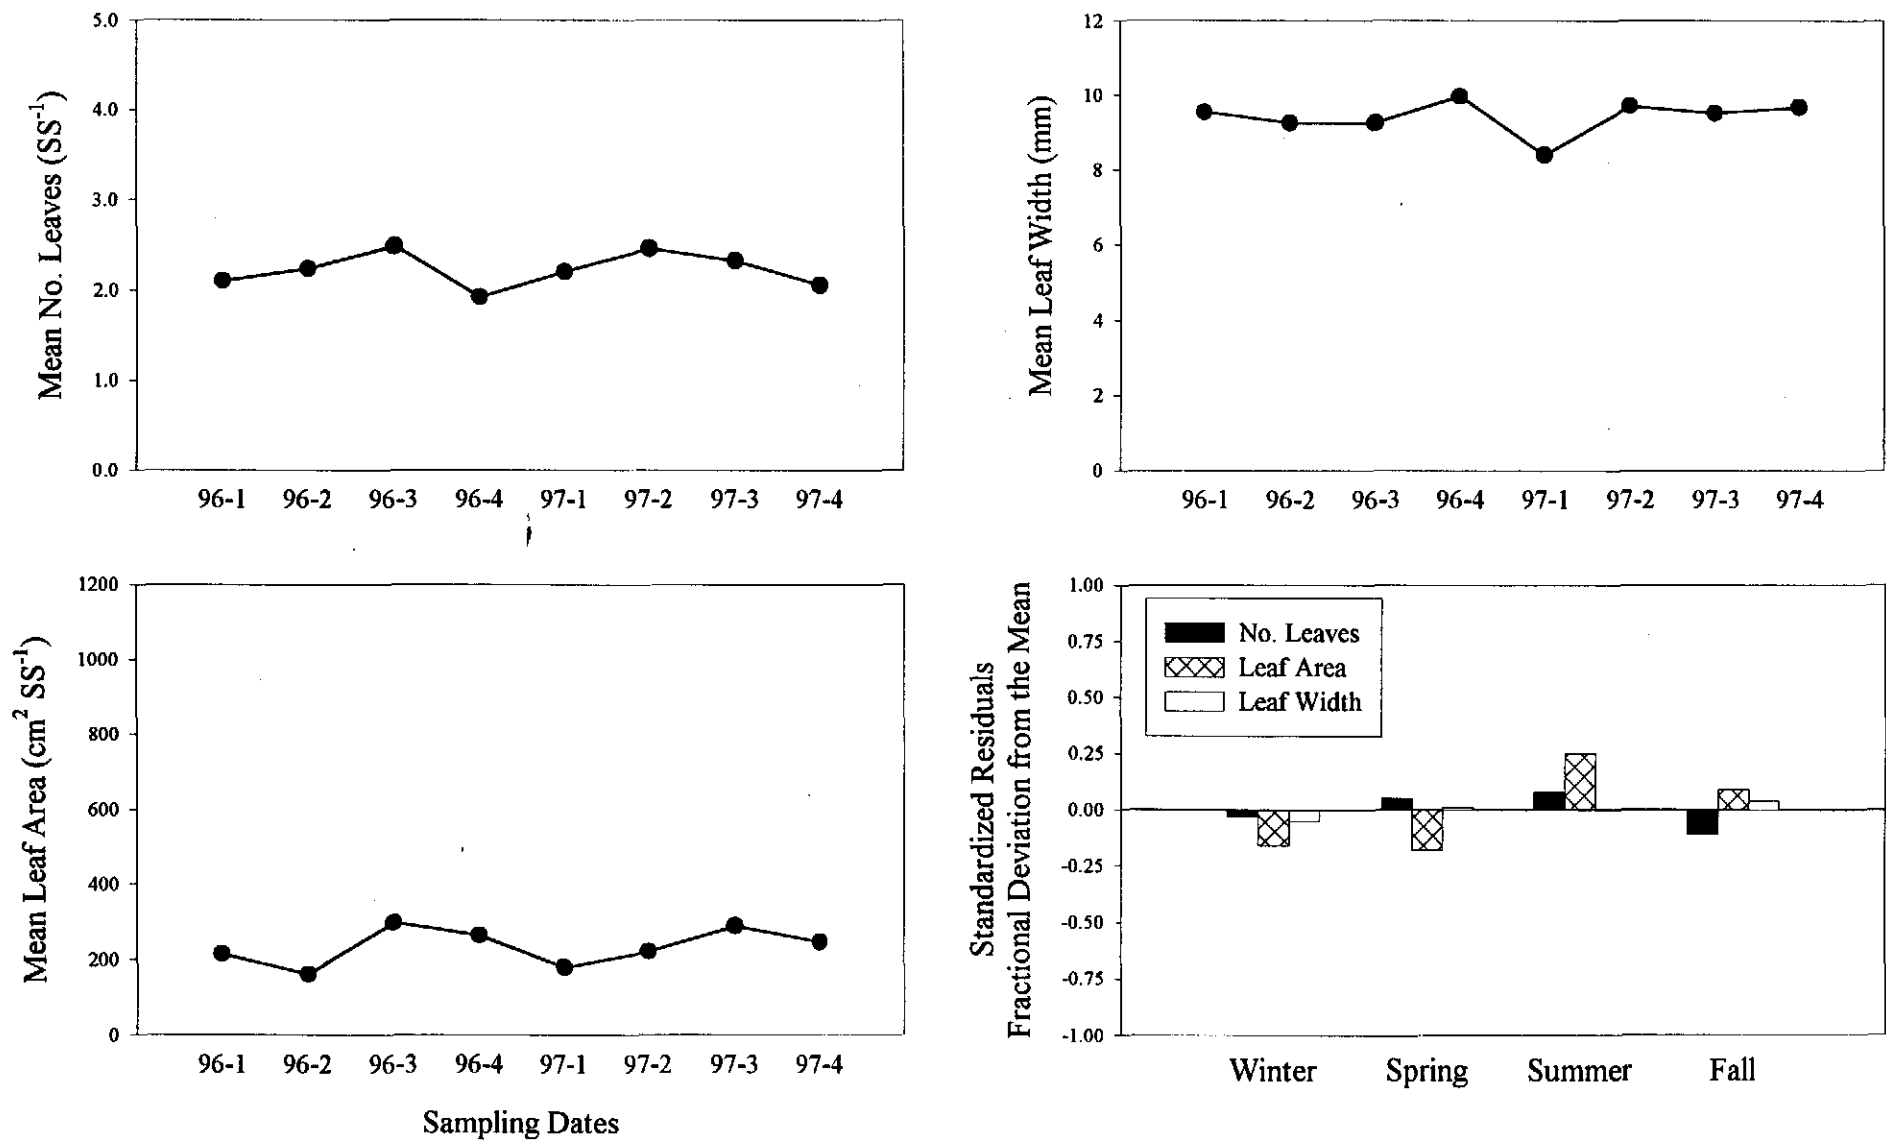 Mean No. Leaves (SS⁻¹)
5.0
4.0
3.0
2.0
1.0
0.0
96-1 96-2 96-3 96-4 97-1 97-2 97-3 97-4
Mean Leaf Width (mm)
12
10
8
6
4
2
0
96-1 96-2 96-3 96-4 97-1 97-2 97-3 97-4
Mean Leaf Area (cm² SS⁻¹)
1200
1000
800
600
400
200
0
96-1 96-2 96-3 96-4 97-1 97-2 97-3 97-4
Sampling Dates
Standardized Residuals
Fractional Deviation from the Mean
1.00
0.75
0.50
0.25
0.00
-0.25
-0.50
-0.75
-1.00
No. Leaves
Leaf Area
Leaf Width
Winter Spring Summer Fall